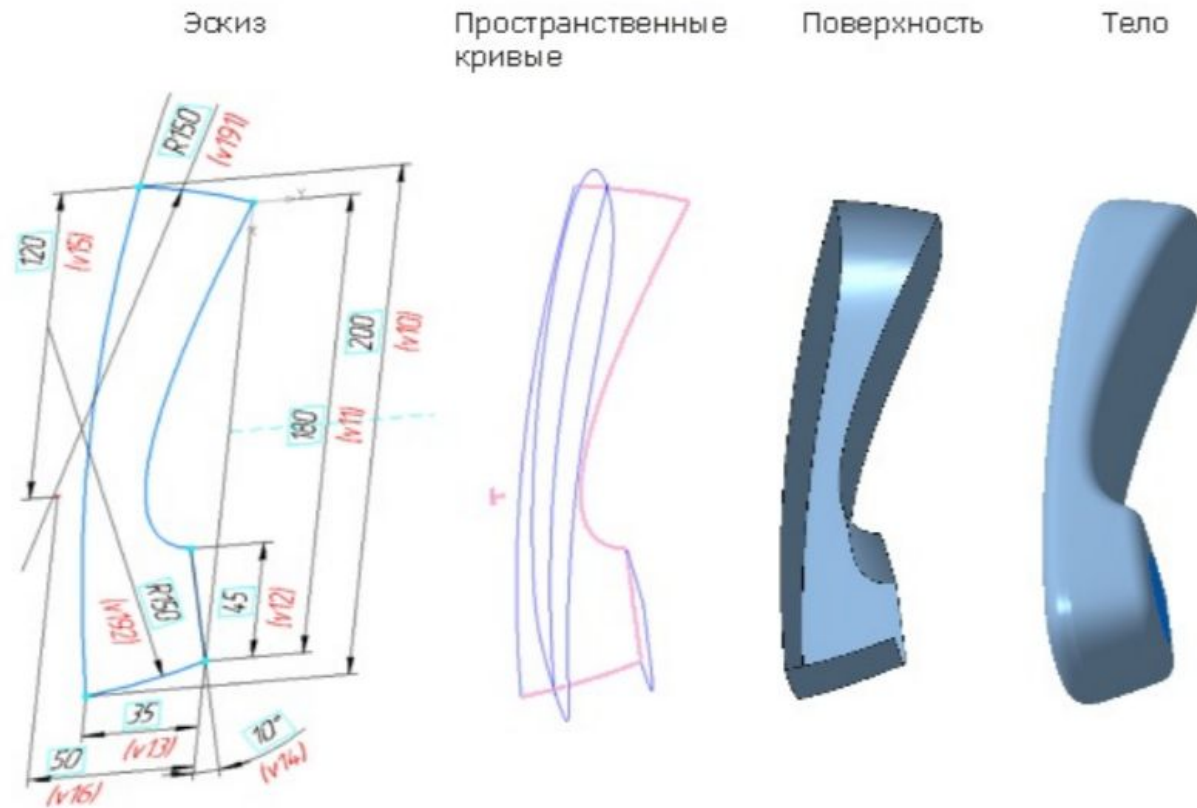 Эскиз
Пространственные
кривые
Поверхность
Тело
R150
(v191)
120
(v15)
200
(v10)
180
(v11)
R150
(v192)
45
(v12)
35
(v13)
50
(v16)
10°
(v14)
Y
X
T